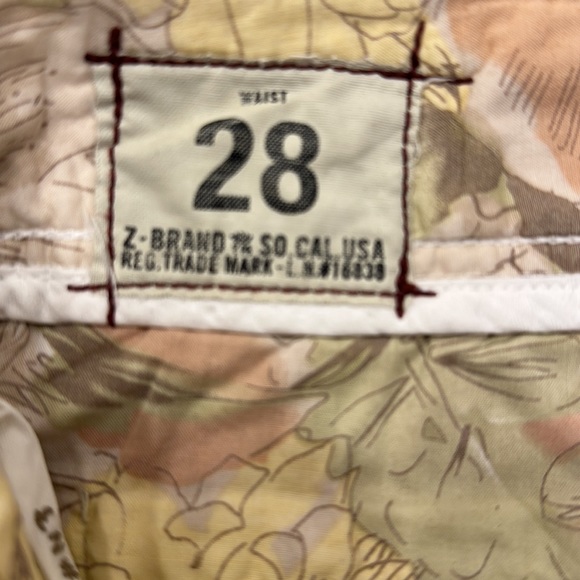 WAIST
28
Z-BRAND SO.CAL.USA
REG.TRADE MARK-L.N.#16838